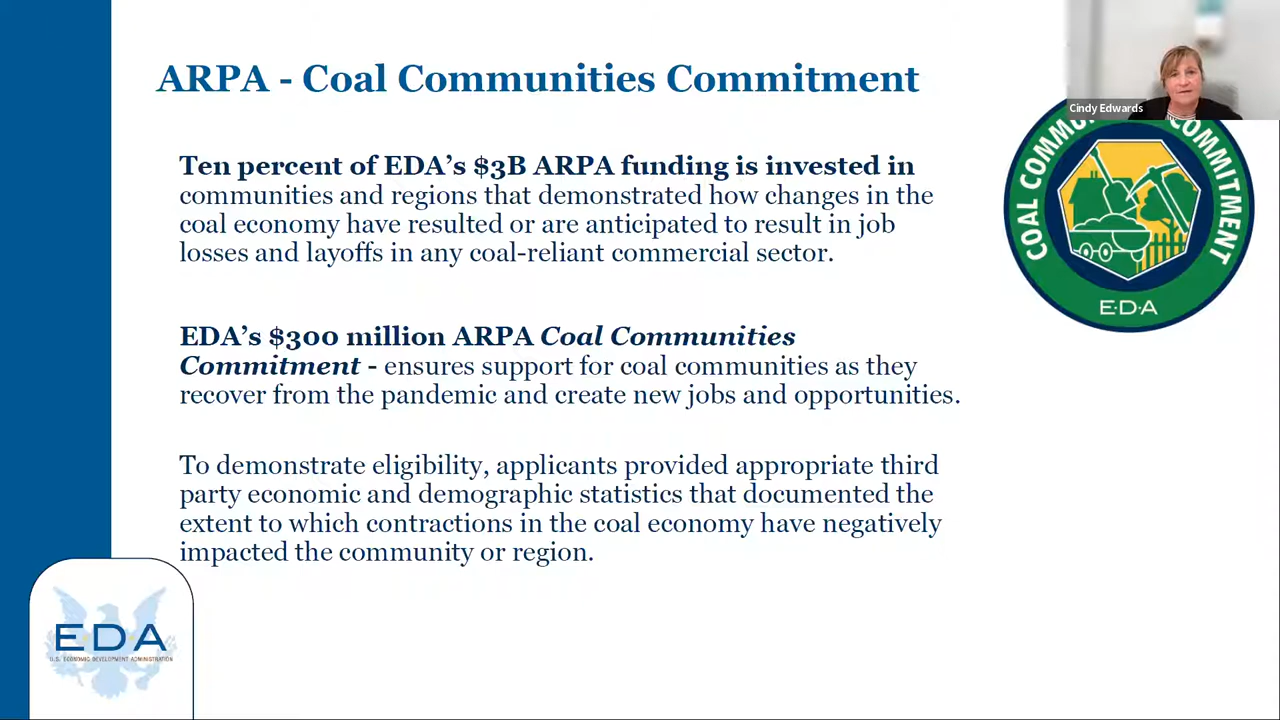 ARPA - Coal Communities Commitment
Cindy Edwards
Ten percent of EDA's $3B ARPA funding is invested in
communities and regions that demonstrated how changes in the
coal economy have resulted or are anticipated to result in job
losses and layoffs in any coal-reliant commercial sector.
COAL COMMU COMMITMENT
E·D·A
EDA's $300 million ARPA Coal Communities
Commitment - ensures support for coal communities as they
recover from the pandemic and create new jobs and opportunities.
To demonstrate eligibility, applicants provided appropriate third
party economic and demographic statistics that documented the
extent to which contractions in the coal economy have negatively
impacted the community or region.
EDA
U.S. ECONOMIC DEVELOPMENT ADMINISTRATION